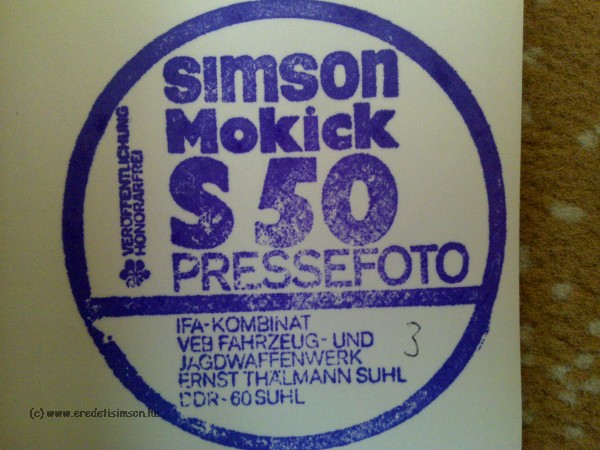 simson
Mokick
S 50
PRESSEFOTO
VERÖFFENTLICHUNG
HONORARFREI
IFA-KOMBINAT
VEB FAHRZEUG- UND
JAGDWAFFENWERK
ERNST THÄLMANN SUHL
DDR-60 SUHL
3
(c) www.eredetisimson.hu